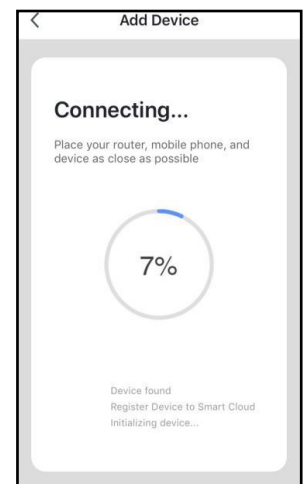 Add Device
Connecting...
Place your router, mobile phone, and
device as close as possible
7%
Device found
Register Device to Smart Cloud
Initializing device...